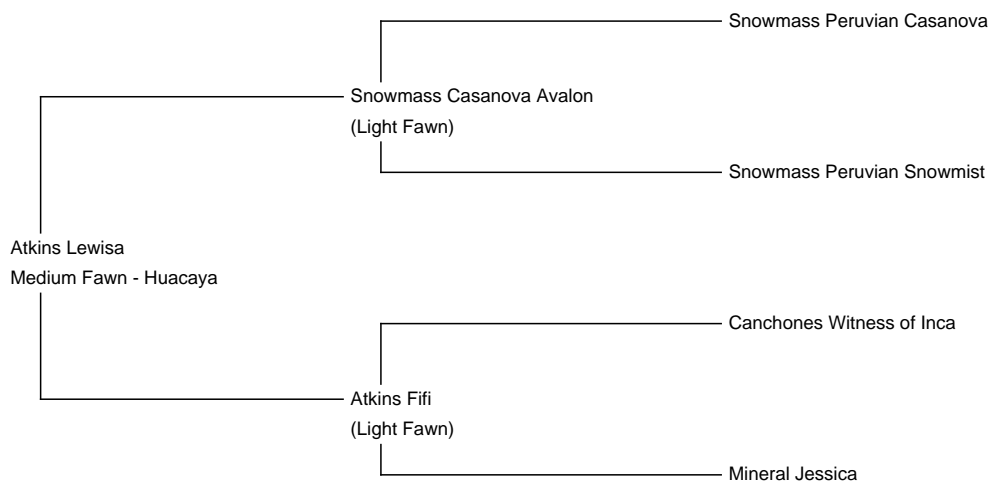 Snowmass Peruvian Casanova
Snowmass Casanova Avalon
(Light Fawn)
Snowmass Peruvian Snowmist
Atkins Lewisa
Medium Fawn - Huacaya
Canchones Witness of Inca
Atkins Fifi
(Light Fawn)
Mineral Jessica